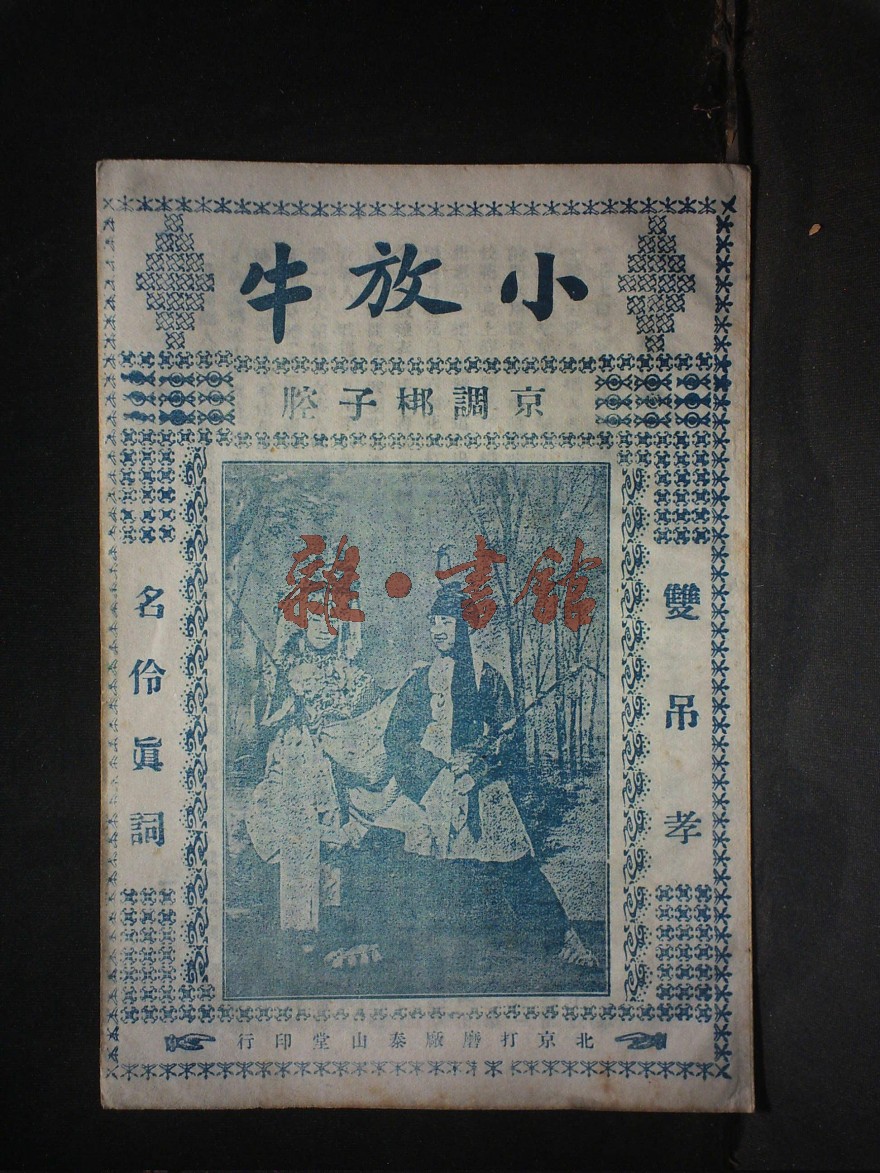 小放牛
京調梆子腔
雙吊孝
名伶眞詞
雜·書館
北京打磨廠泰山堂印行